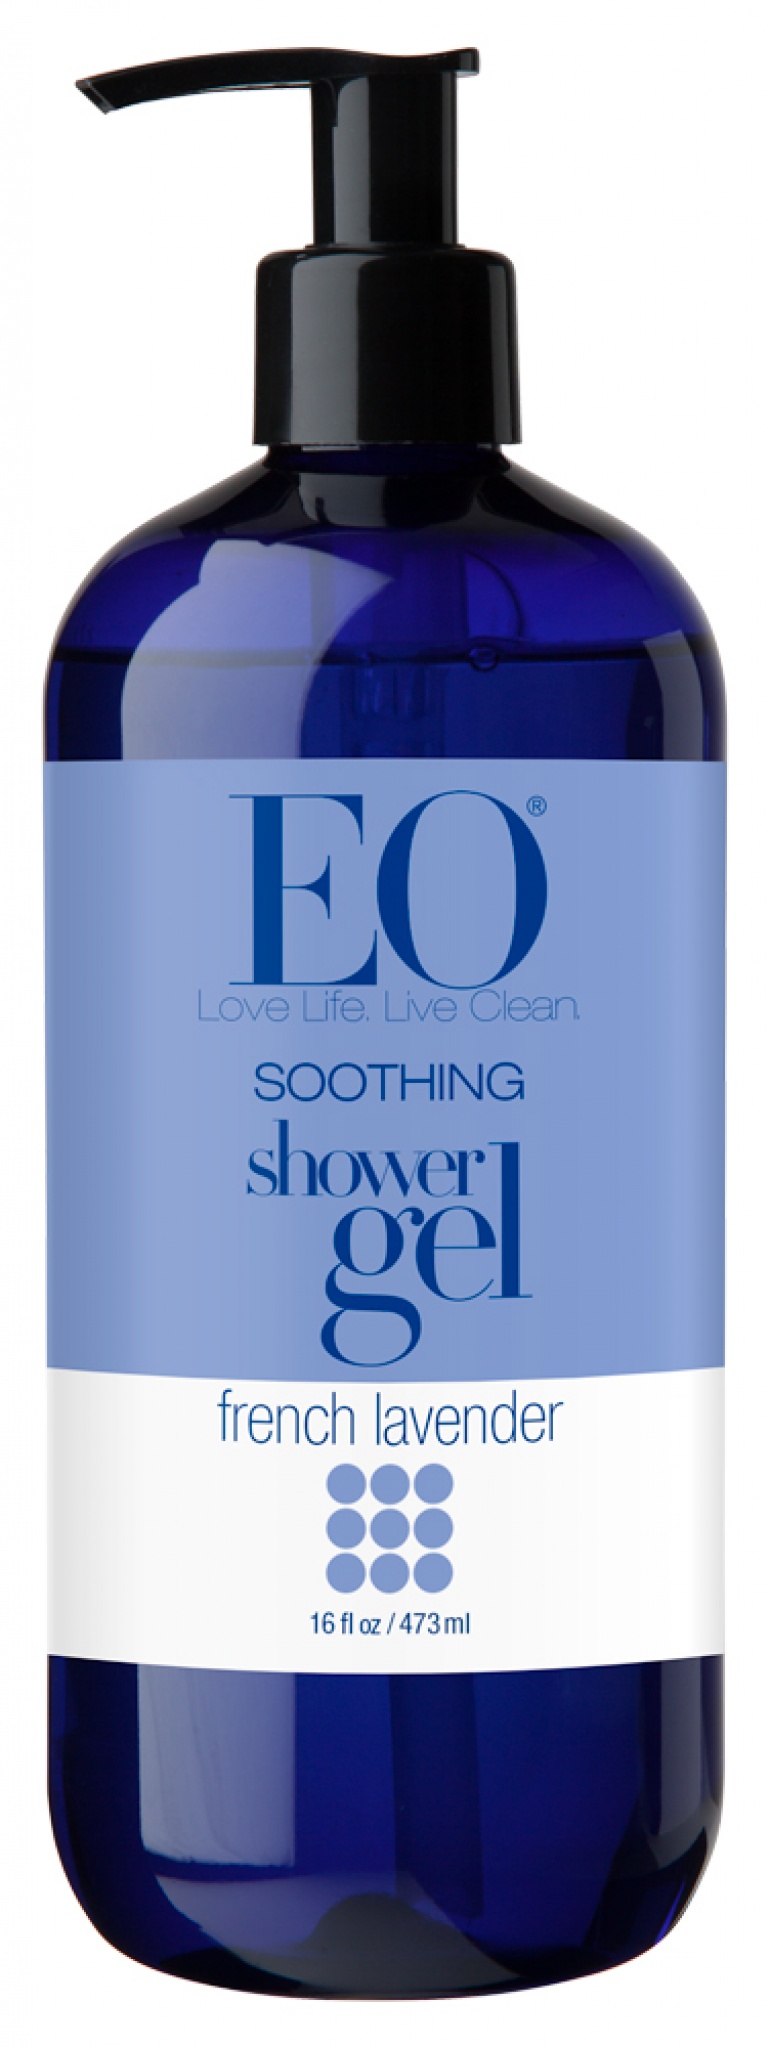 EO®
Love Life. Live Clean.
SOOTHING
shower
gel
french lavender
16 fl oz / 473 ml